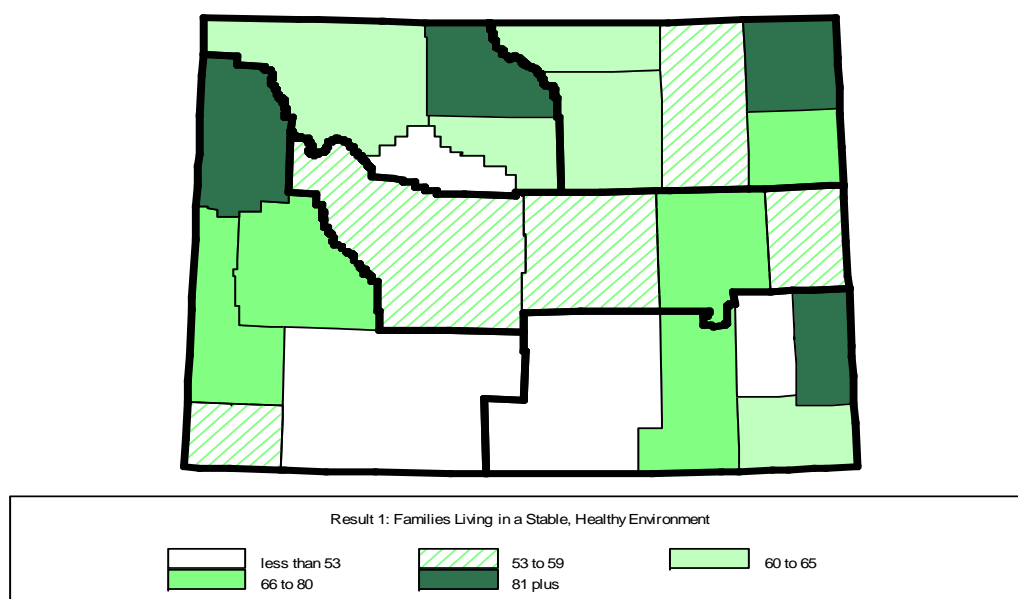 Result 1: Families Living in a Stable, Healthy Environment
less than 53 53 to 59 60 to 65
66 to 80 81 plus